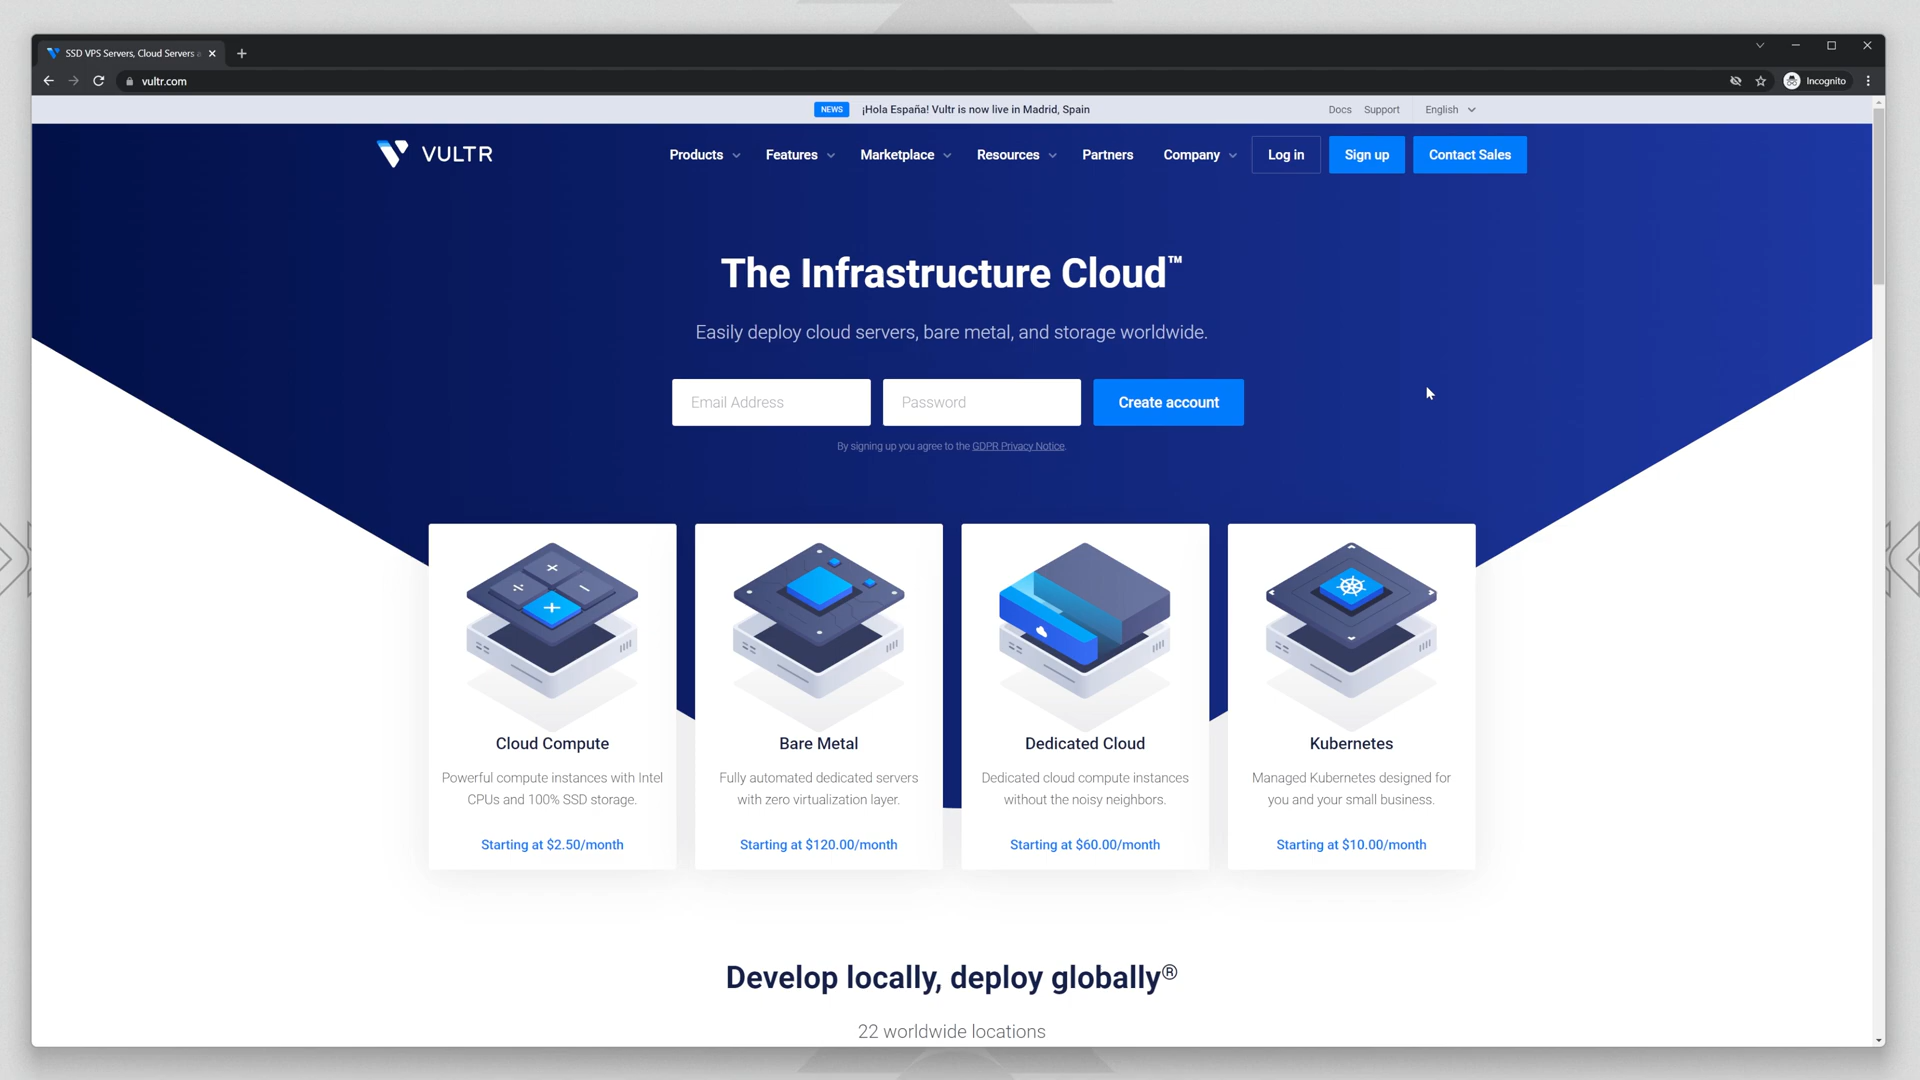 SSD VPS Servers, Cloud Servers a
vultr.com
Incognito
NEWS ¡Hola España! Vultr is now live in Madrid, Spain
Docs Support English
VULTR
Products Features Marketplace Resources Partners Company Log in Sign up Contact Sales
The Infrastructure Cloud™
Easily deploy cloud servers, bare metal, and storage worldwide.
Email Address Password Create account
By signing up you agree to the GDPR Privacy Notice.
Cloud Compute
Powerful compute instances with Intel
CPUs and 100% SSD storage.
Starting at $2.50/month
Bare Metal
Fully automated dedicated servers
with zero virtualization layer.
Starting at $120.00/month
Dedicated Cloud
Dedicated cloud compute instances
without the noisy neighbors.
Starting at $60.00/month
Kubernetes
Managed Kubernetes designed for
you and your small business.
Starting at $10.00/month
Develop locally, deploy globally®
22 worldwide locations